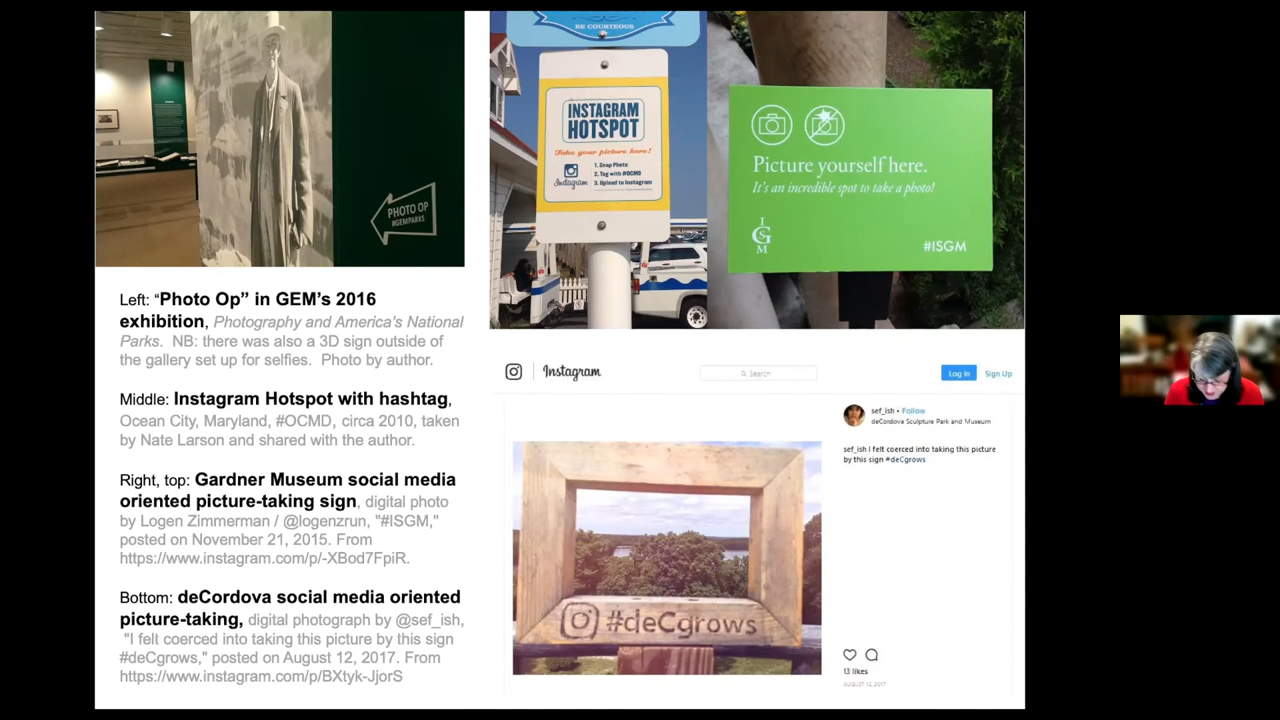 PHOTO OP
#GEMPARKS
BE COURTEOUS
INSTAGRAM
HOTSPOT
Take your picture here!
Instagram
1. Snap Photo
2. Tag with #OCMD
3. Upload to Instagram
Picture yourself here.
It's an incredible spot to take a photo!
I
G
S
M
#ISGM
Left: "Photo Op" in GEM's 2016
exhibition, Photography and America's National
Parks. NB: there was also a 3D sign outside of
the gallery set up for selfies. Photo by author.
Middle: Instagram Hotspot with hashtag,
Ocean City, Maryland, #OCMD, circa 2010, taken
by Nate Larson and shared with the author.
Right, top: Gardner Museum social media
oriented picture-taking sign, digital photo
by Logen Zimmerman / @logenzrun, "#ISGM,"
posted on November 21, 2015. From
https://www.instagram.com/p/-XBod7FpiR.
Bottom: deCordova social media oriented
picture-taking, digital photograph by @sef_ish,
"I felt coerced into taking this picture by this sign
#deCgrows," posted on August 12, 2017. From
https://www.instagram.com/p/BXtyk-JjorS
Instagram
Search
Log In
Sign Up
sef_ish • Follow
deCordova Sculpture Park and Museum
sef_ish I felt coerced into taking this picture
by this sign #deCgrows
#deCgrows
13 likes
AUGUST 12, 2017